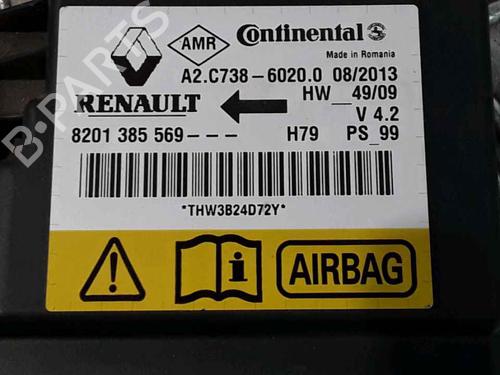 AMR Continental
Made in Romania
A2.C738-6020.0 08/2013
RENAULT HW__49/09
V 4.2
8201 385 569--- H79 PS_99
*THW3B24D72Y*
i AIRBAG
B-PARTS